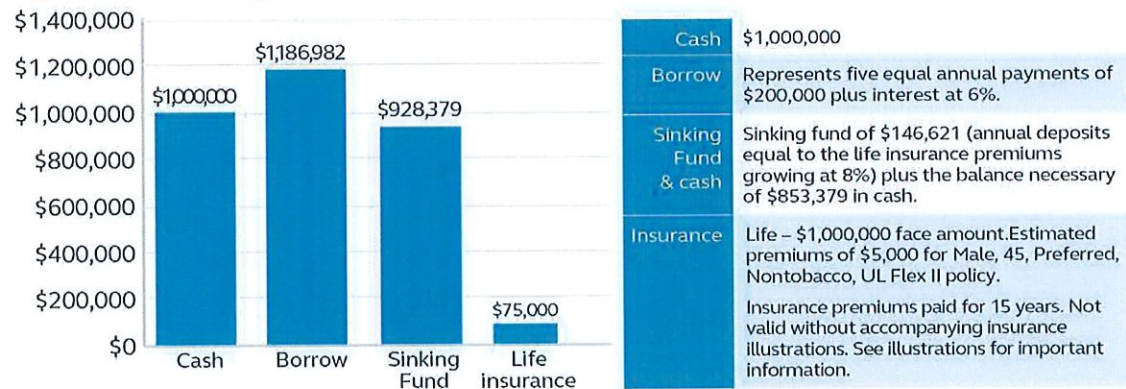 $1,400,000
$1,200,000
$1,000,000
$800,000
$600,000
$400,000
$200,000
$0
$1,000,000
$1,186,982
$928,379
$75,000
Cash
Borrow
Sinking
Fund
Life
insurance
Cash
$1,000,000
Borrow
Represents five equal annual payments of
$200,000 plus interest at 6%.
Sinking
Fund
& cash
Sinking fund of $146,621 (annual deposits
equal to the life insurance premiums
growing at 8%) plus the balance necessary
of $853,379 in cash.
Insurance
Life – $1,000,000 face amount.Estimated
premiums of $5,000 for Male, 45, Preferred,
Nontobacco, UL Flex II policy.
Insurance premiums paid for 15 years. Not
valid without accompanying insurance
illustrations. See illustrations for important
information.